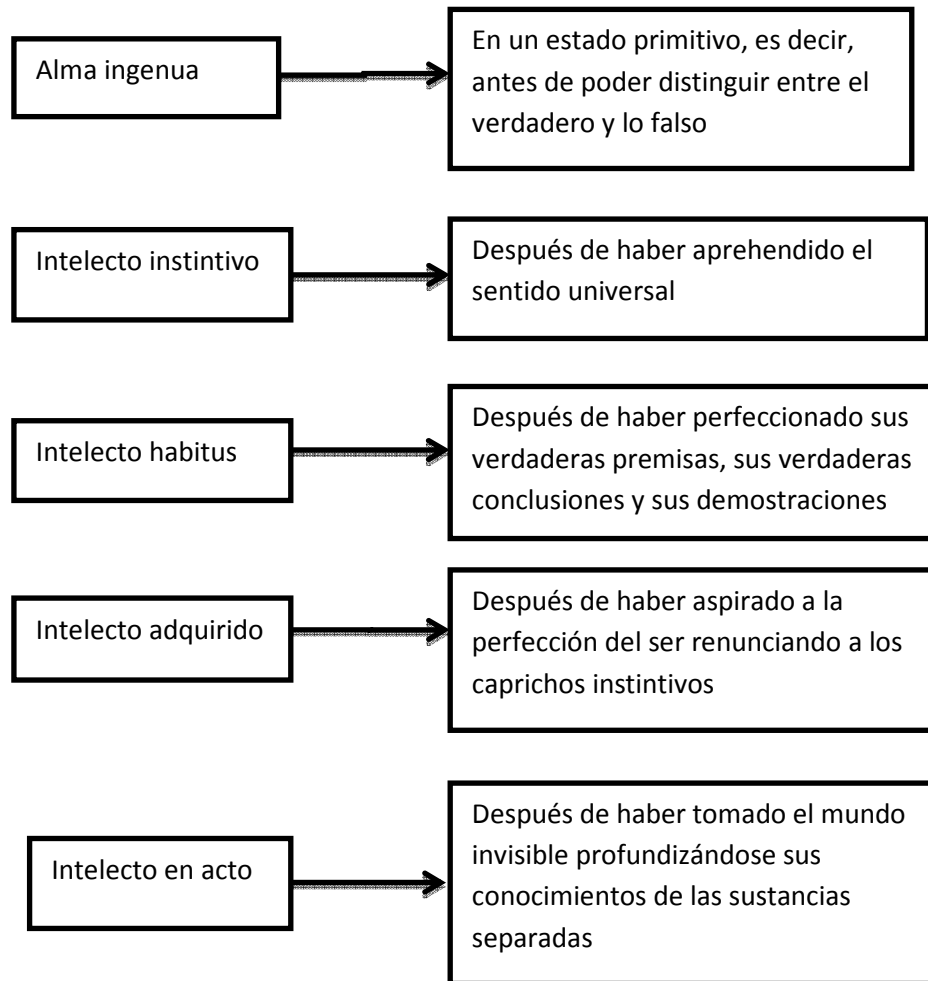 Alma ingenua
En un estado primitivo, es decir,
antes de poder distinguir entre el
verdadero y lo falso
Intelecto instintivo
Después de haber aprehendido el
sentido universal
Intelecto habitus
Después de haber perfeccionado sus
verdaderas premisas, sus verdaderas
conclusiones y sus demostraciones
Intelecto adquirido
Después de haber aspirado a la
perfección del ser renunciando a los
caprichos instintivos
Intelecto en acto
Después de haber tomado el mundo
invisible profundizándose sus
conocimientos de las sustancias
separadas